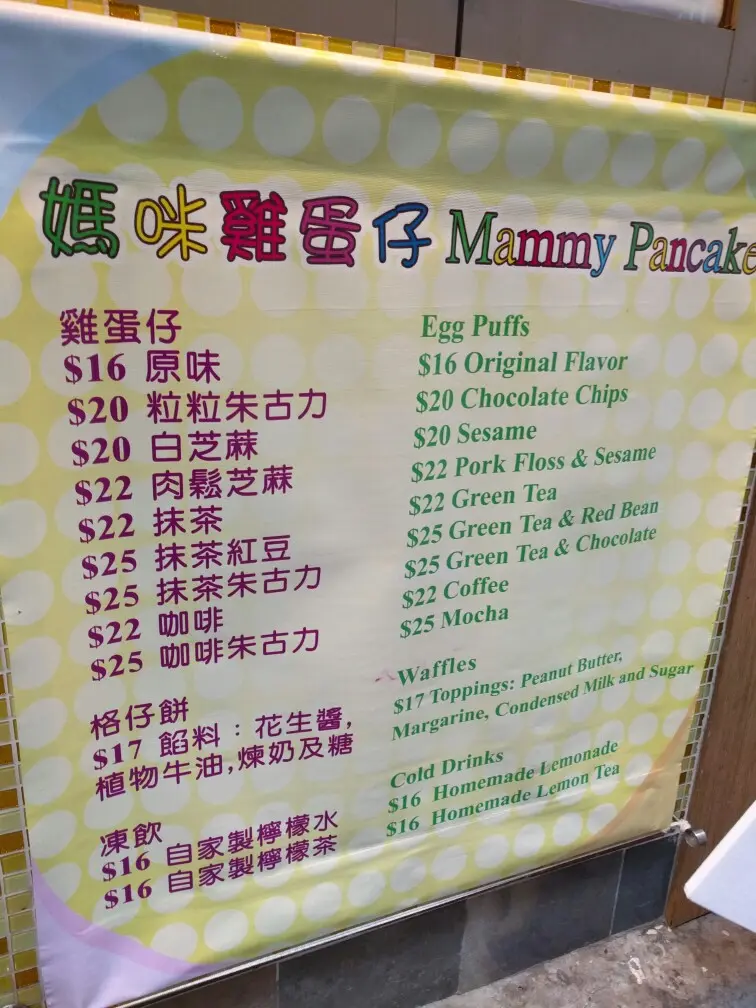 媽咪雞蛋仔 Mammy Pancake
雞蛋仔
$16 原味
$20 粒粒朱古力
$20 白芝麻
$22 肉鬆芝麻
$22 抹茶
$25 抹茶紅豆
$25 抹茶朱古力
$22 咖啡
$25 咖啡朱古力
格仔餅
$17 餡料：花生醬,
植物牛油,煉奶及糖
凍飲
$16 自家製檸檬水
$16 自家製檸檬茶
Egg Puffs
$16 Original Flavor
$20 Chocolate Chips
$20 Sesame
$22 Pork Floss & Sesame
$22 Green Tea
$25 Green Tea & Red Bean
$25 Green Tea & Chocolate
$22 Coffee
$25 Mocha
Waffles
$17 Toppings: Peanut Butter,
Margarine, Condensed Milk and Sugar
Cold Drinks
$16 Homemade Lemonade
$16 Homemade Lemon Tea